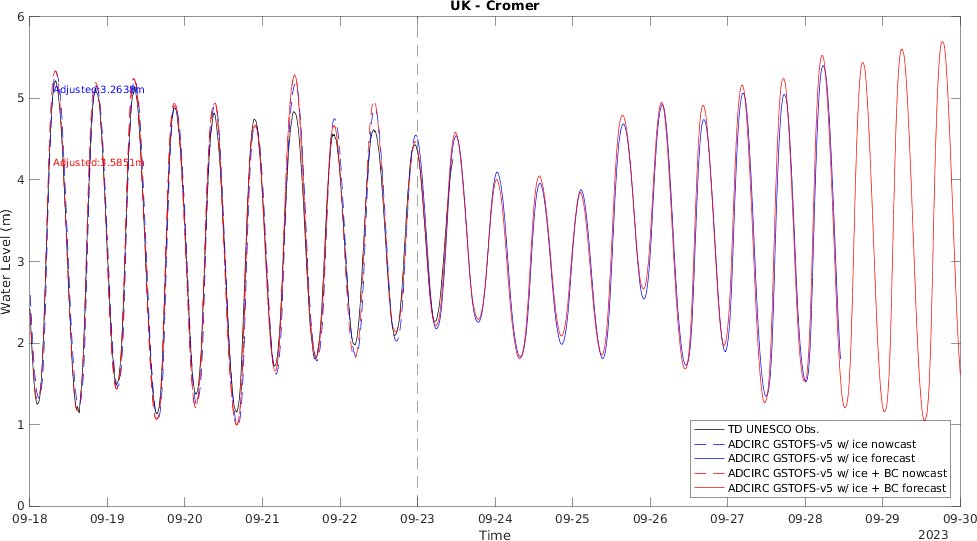 UK - Cromer
Water Level (m)
6
5
4
3
2
1
0
Adjusted:3.2638m
Adjusted:3.5851m
TD UNESCO Obs.
ADCIRC GSTOFS-v5 w/ ice nowcast
ADCIRC GSTOFS-v5 w/ ice forecast
ADCIRC GSTOFS-v5 w/ ice + BC nowcast
ADCIRC GSTOFS-v5 w/ ice + BC forecast
09-18 09-19 09-20 09-21 09-22 09-23 09-24 09-25 09-26 09-27 09-28 09-29 09-30
Time
2023